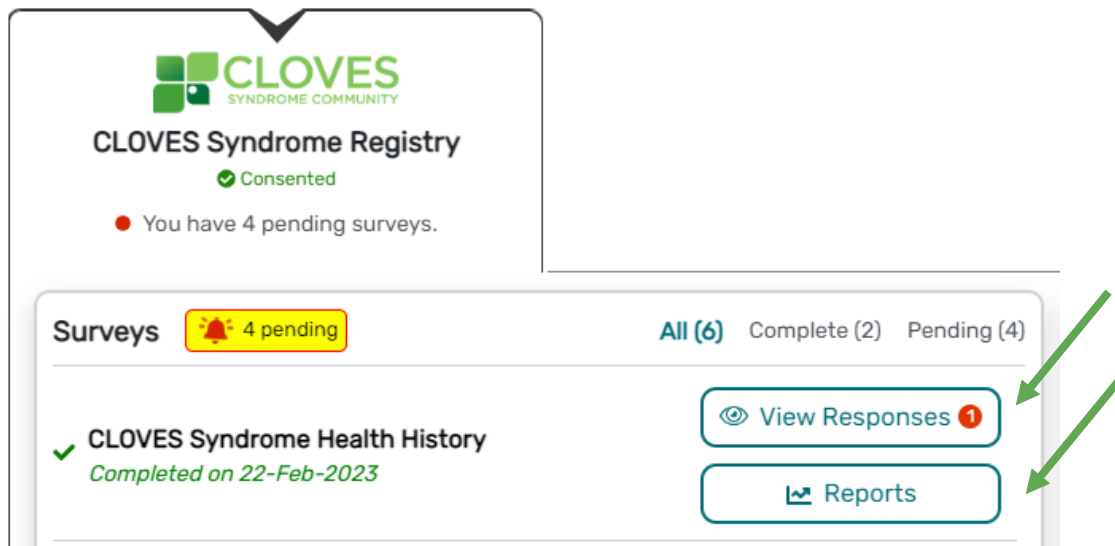 CLOVES
SYNDROME COMMUNITY
CLOVES Syndrome Registry
Consented
You have 4 pending surveys.
Surveys 4 pending All (6) Complete (2) Pending (4)
CLOVES Syndrome Health History
Completed on 22-Feb-2023
View Responses 1
Reports